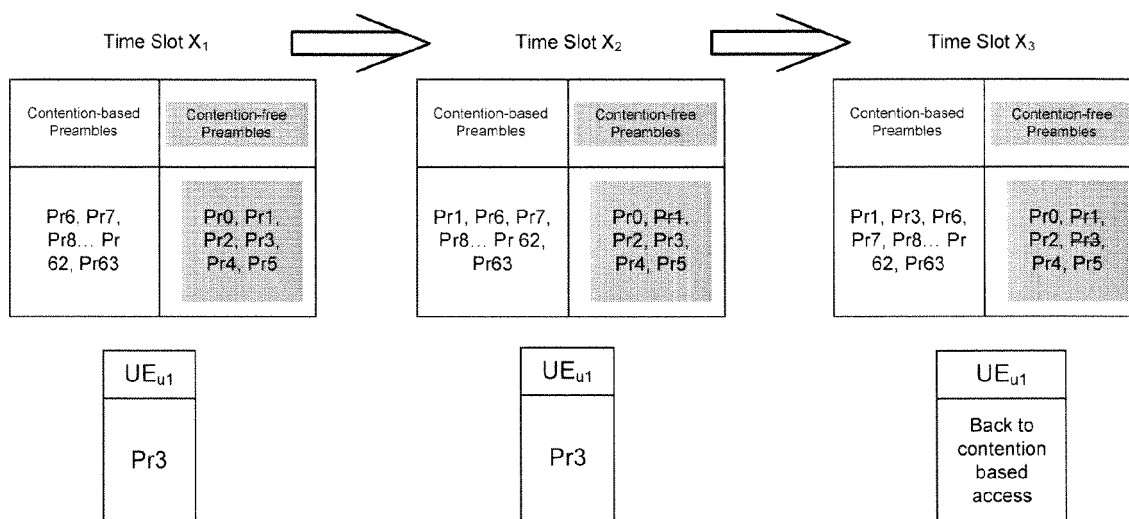 Time Slot X1
Time Slot X2
Time Slot X3
Contention-based
Preambles
Contention-free
Preambles
Pr6, Pr7,
Pr8... Pr
62, Pr63
Pr0, Pr1,
Pr2, Pr3,
Pr4, Pr5
Contention-based
Preambles
Contention-free
Preambles
Pr1, Pr6, Pr7,
Pr8... Pr 62,
Pr63
Pr0, Pr1,
Pr2, Pr3,
Pr4, Pr5
Contention-based
Preambles
Contention-free
Preambles
Pr1, Pr3, Pr6,
Pr7, Pr8... Pr
62, Pr63
Pr0, Pr1,
Pr2, Pr3,
Pr4, Pr5
UEu1
Pr3
UEu1
Pr3
UEu1
Back to
contention
based
access